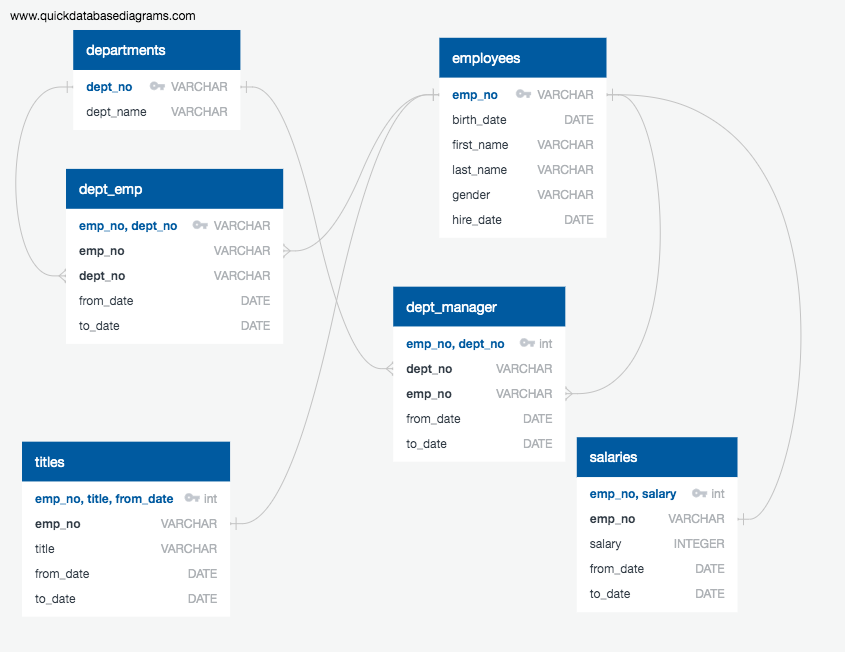 www.quickdatabasediagrams.com
departments
dept_no VARCHAR
dept_name VARCHAR
employees
emp_no VARCHAR
birth_date DATE
first_name VARCHAR
last_name VARCHAR
gender VARCHAR
hire_date DATE
dept_emp
emp_no, dept_no VARCHAR
emp_no VARCHAR
dept_no VARCHAR
from_date DATE
to_date DATE
dept_manager
emp_no, dept_no int
dept_no VARCHAR
emp_no VARCHAR
from_date DATE
to_date DATE
titles
emp_no, title, from_date int
emp_no VARCHAR
title VARCHAR
from_date DATE
to_date DATE
salaries
emp_no, salary int
emp_no VARCHAR
salary INTEGER
from_date DATE
to_date DATE